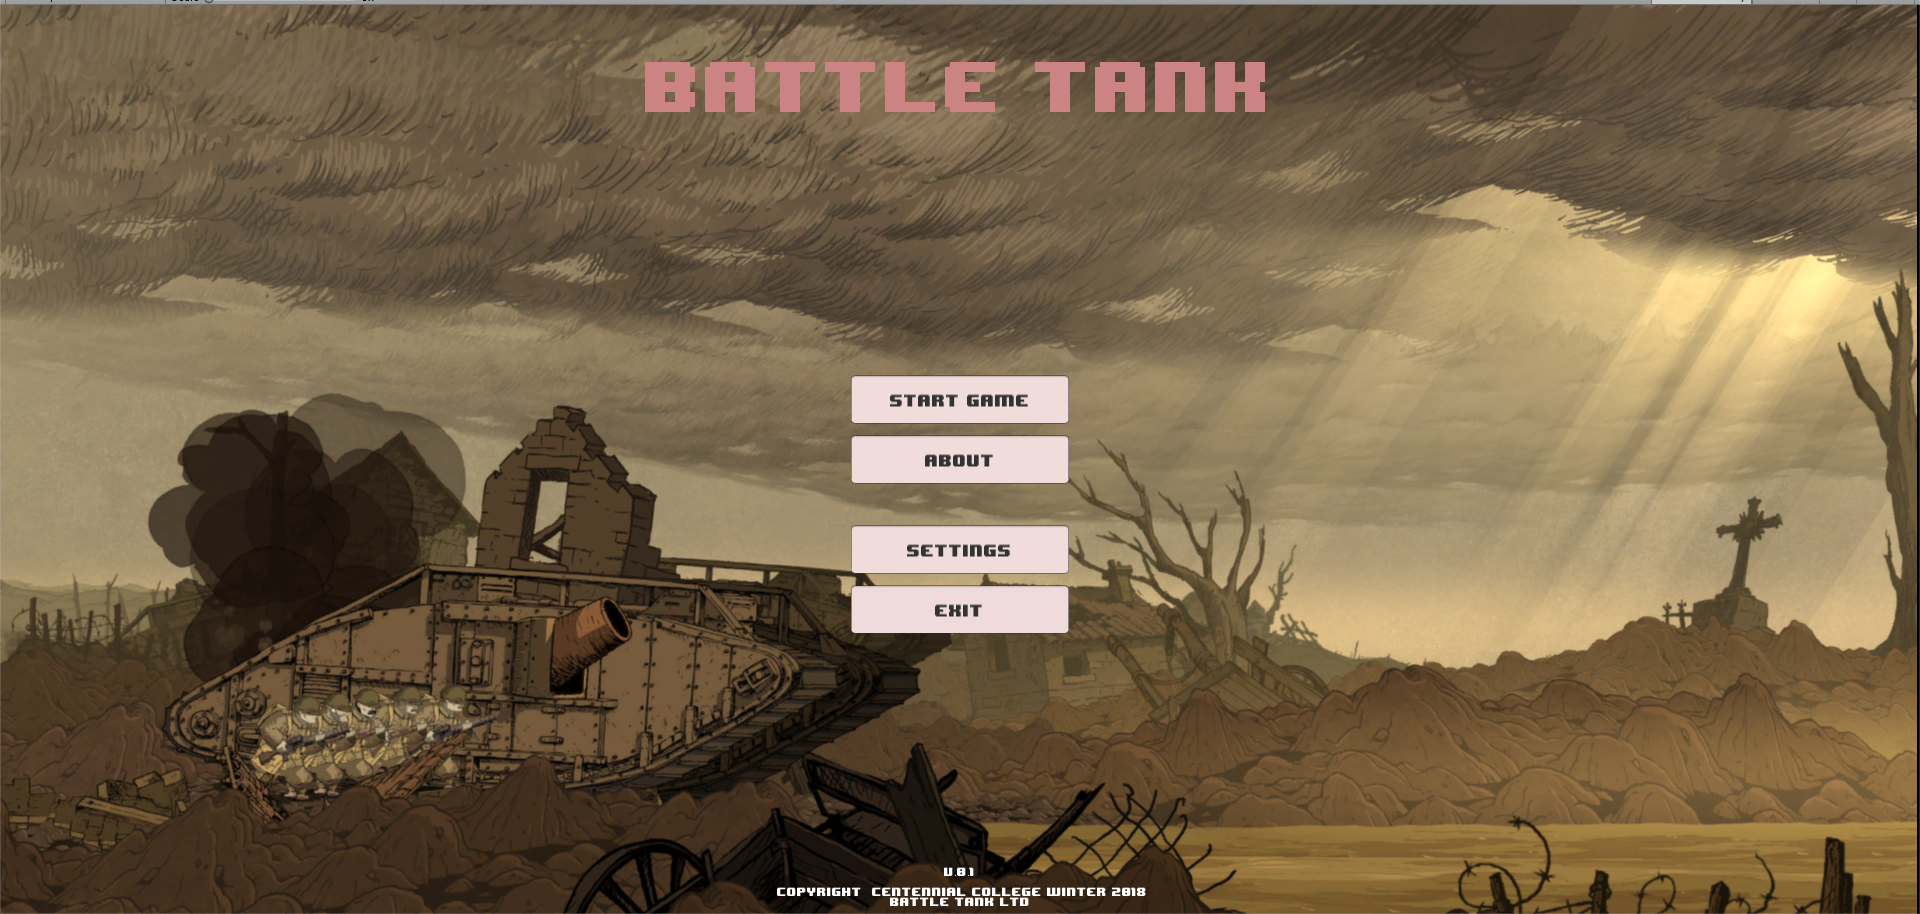 BATTLE TANK
START GAME
ABOUT
SETTINGS
EXIT
V.0.1
COPYRIGHT CENTENNIAL COLLEGE WINTER 2018
BATTLE TANK LTD